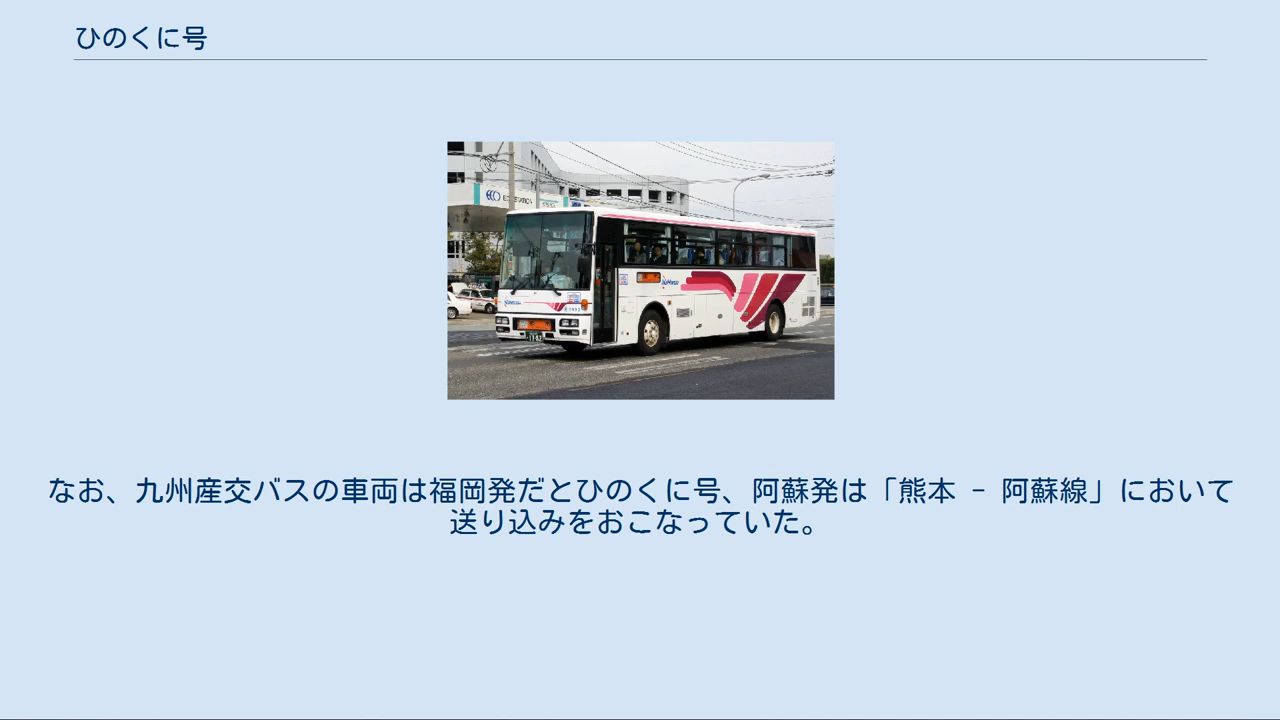 ひのくに号
なお、九州産交バスの車両は福岡発だとひのくに号、阿蘇発は「熊本 - 阿蘇線」において
送り込みをおこなっていた。